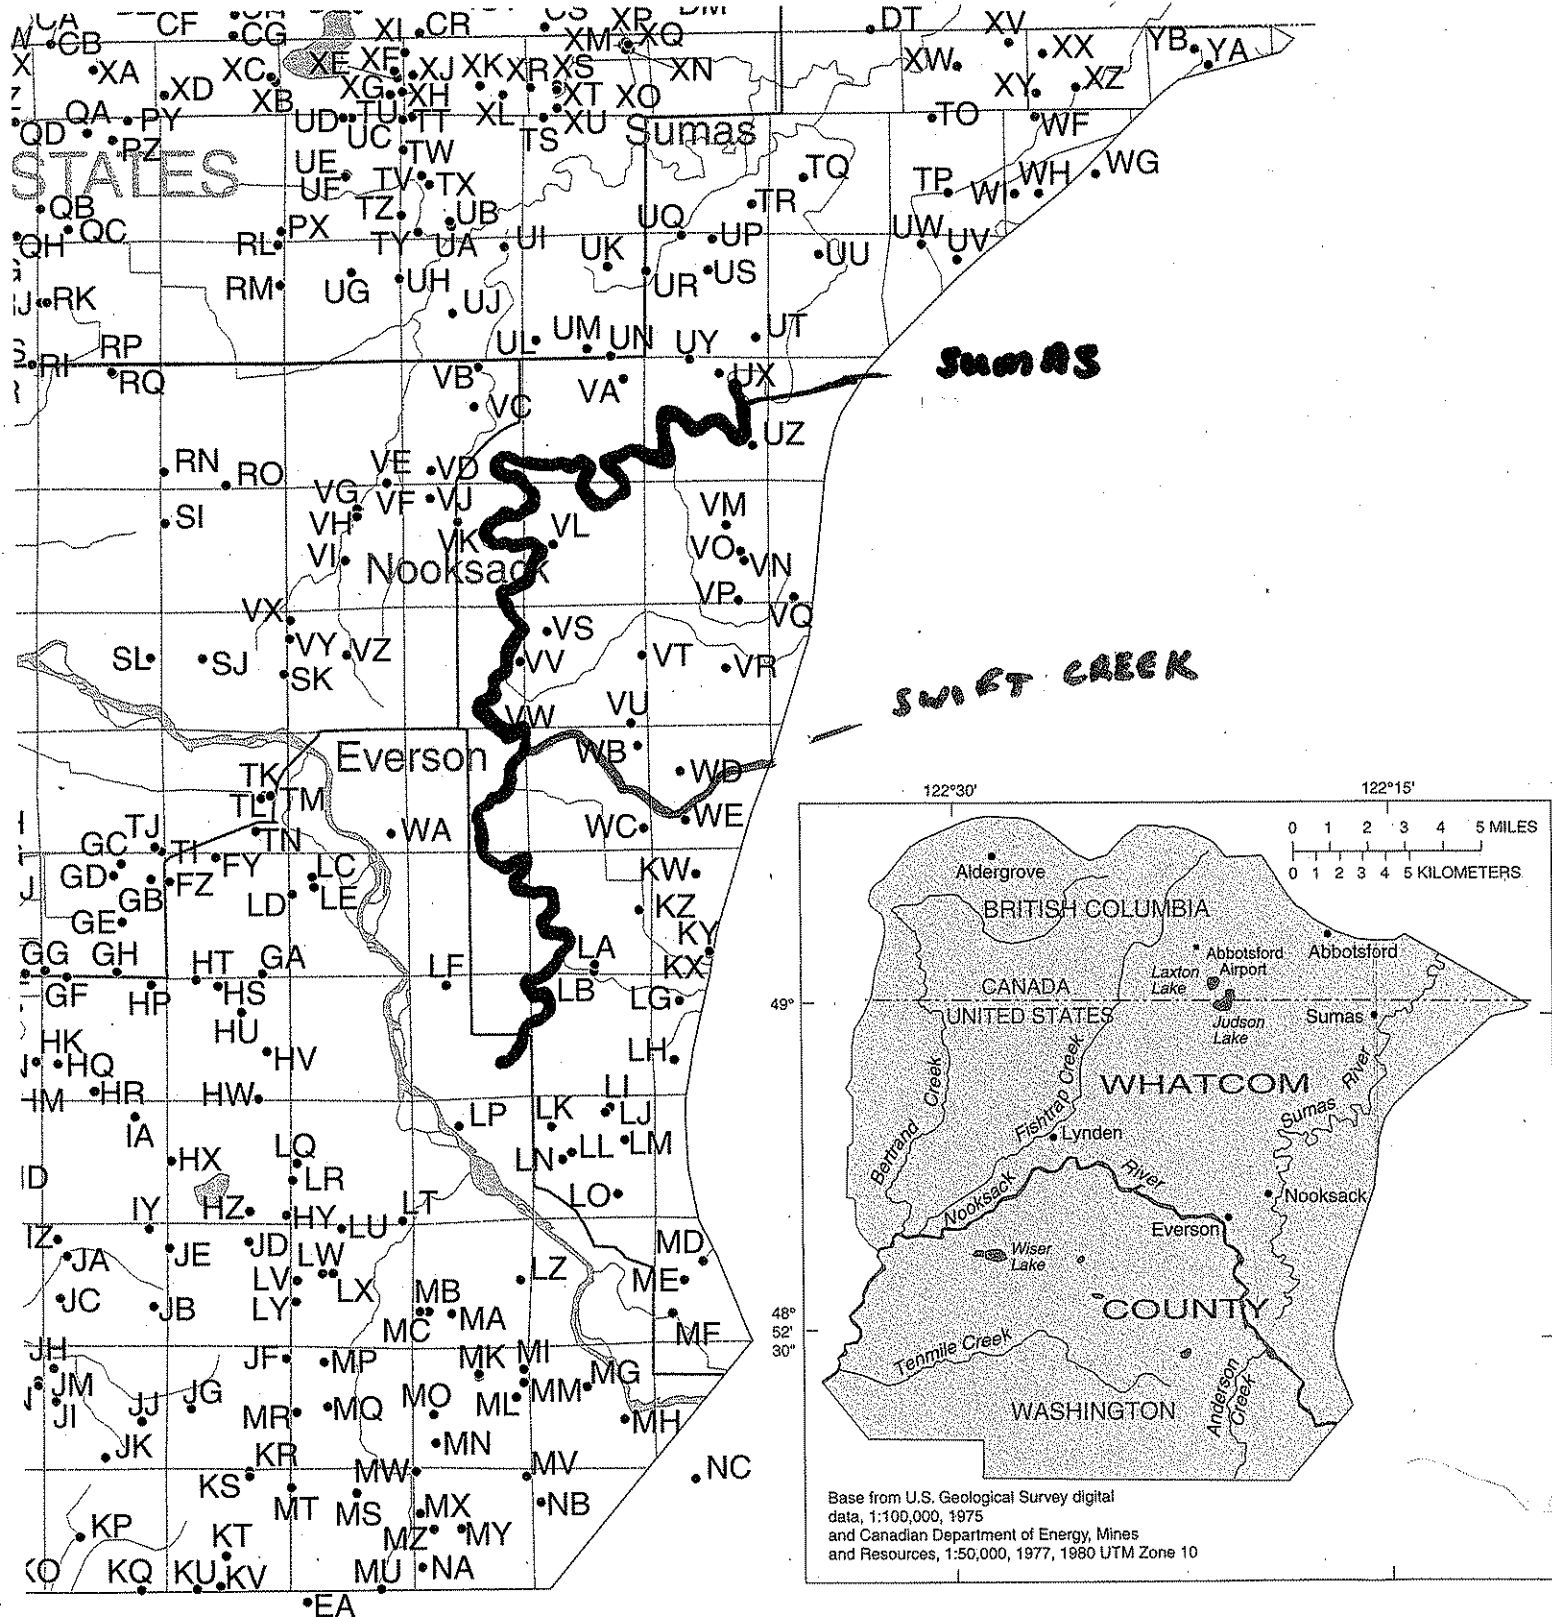 CA CF CG XI CR CS XP XQ DM DT XV YB YA
CB XE XF XM XX
XA XC XJ XK XR XS XN XW XY XZ
XD XB XG XH XL XT XO
QA PY UD TU TT TS XU Sumas TO WF
QD PZ UC TW
STATES UE UF TV TX TQ TP WI WH WG
QB QC PX TZ UB TR
QH RL TY UA UI UK UQ UP UU UW UV
RM UG UH UR US
RK UJ
RP UL UM UN UY UT
RI RQ VB VA UX SUMAS
VC
UZ
RN RO VE VD
VG VF VJ VM
SI VH VK VL
VI Nooksack VO VN
VP VQ
VX VS
SL SJ VY VZ VV VT VR
SK SWIFT CREEK
VW VU
Everson WB WD
TK
TL TM WC WE
TJ TN WA
GC TI FY LC KW
GD GB FZ LD LE KZ
GE KY
GG GH HT GA LF LA KX
GF HP HS LB LG
HU
HK HQ HV LH
HM HR HW LI
IA LP LK LJ
LQ LL LM
HX LR LN
LO
IY HZ HY LU LT
IZ JA JE JD LW LZ MD
LV LX ME
JC JB LY MB MA
MC MF
JH JF MP MK MI MG
JM JG MO ML MM
JI JJ MR MQ MH
JK MN
KR MW MV NC
KS MT MS MX NB
KP KT MZ MY
KO KQ KU KV MU NA
EA
122°30' 122°15'
0 1 2 3 4 5 MILES
0 1 2 3 4 5 KILOMETERS
Aldergrove
BRITISH COLUMBIA
Abbotsford
Abbotsford
Airport
Laxton
Lake
CANADA
49°
UNITED STATES
Judson
Lake
Sumas
WHATCOM
Bertrand Creek
Fishtrap Creek
Sumas River
Lynden
Nooksack River
Nooksack
Everson
Wiser
Lake
COUNTY
48°
52'
30"
Tenmile Creek
Anderson
Creek
WASHINGTON
Base from U.S. Geological Survey digital
data, 1:100,000, 1975
and Canadian Department of Energy, Mines
and Resources, 1:50,000, 1977, 1980 UTM Zone 10